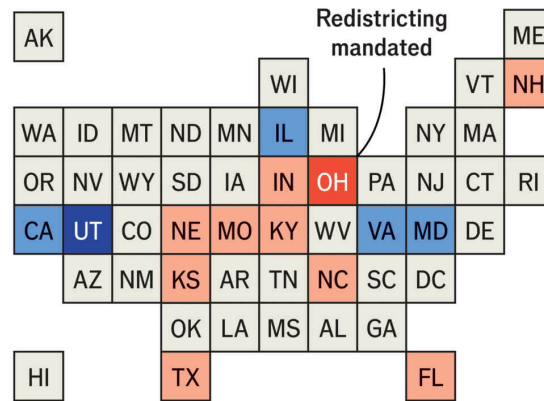 Redistricting
mandated
AK ME
WI VT NH
WA ID MT ND MN IL MI NY MA
OR NV WY SD IA IN OH PA NJ CT RI
CA UT CO NE MO KY WV VA MD DE
AZ NM KS AR TN NC SC DC
OK LA MS AL GA
HI TX FL